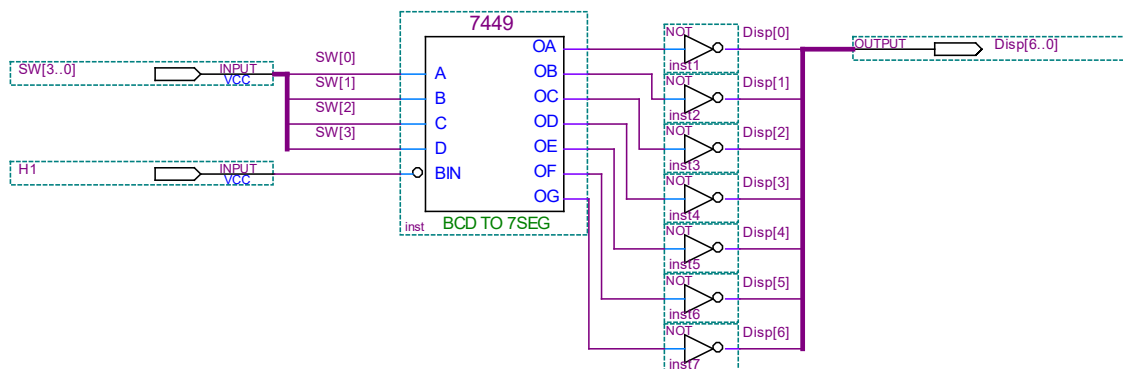 7449
SW[3..0]
INPUT
VCC
SW[0]
SW[1]
SW[2]
SW[3]
H1
INPUT
VCC
A
B
C
D
BIN
OA
OB
OC
OD
OE
OF
OG
inst
BCD TO 7SEG
NOT
inst1
Disp[0]
NOT
inst2
Disp[1]
NOT
inst3
Disp[2]
NOT
inst4
Disp[3]
NOT
inst5
Disp[4]
NOT
inst6
Disp[5]
NOT
inst7
Disp[6]
OUTPUT
Disp[6..0]